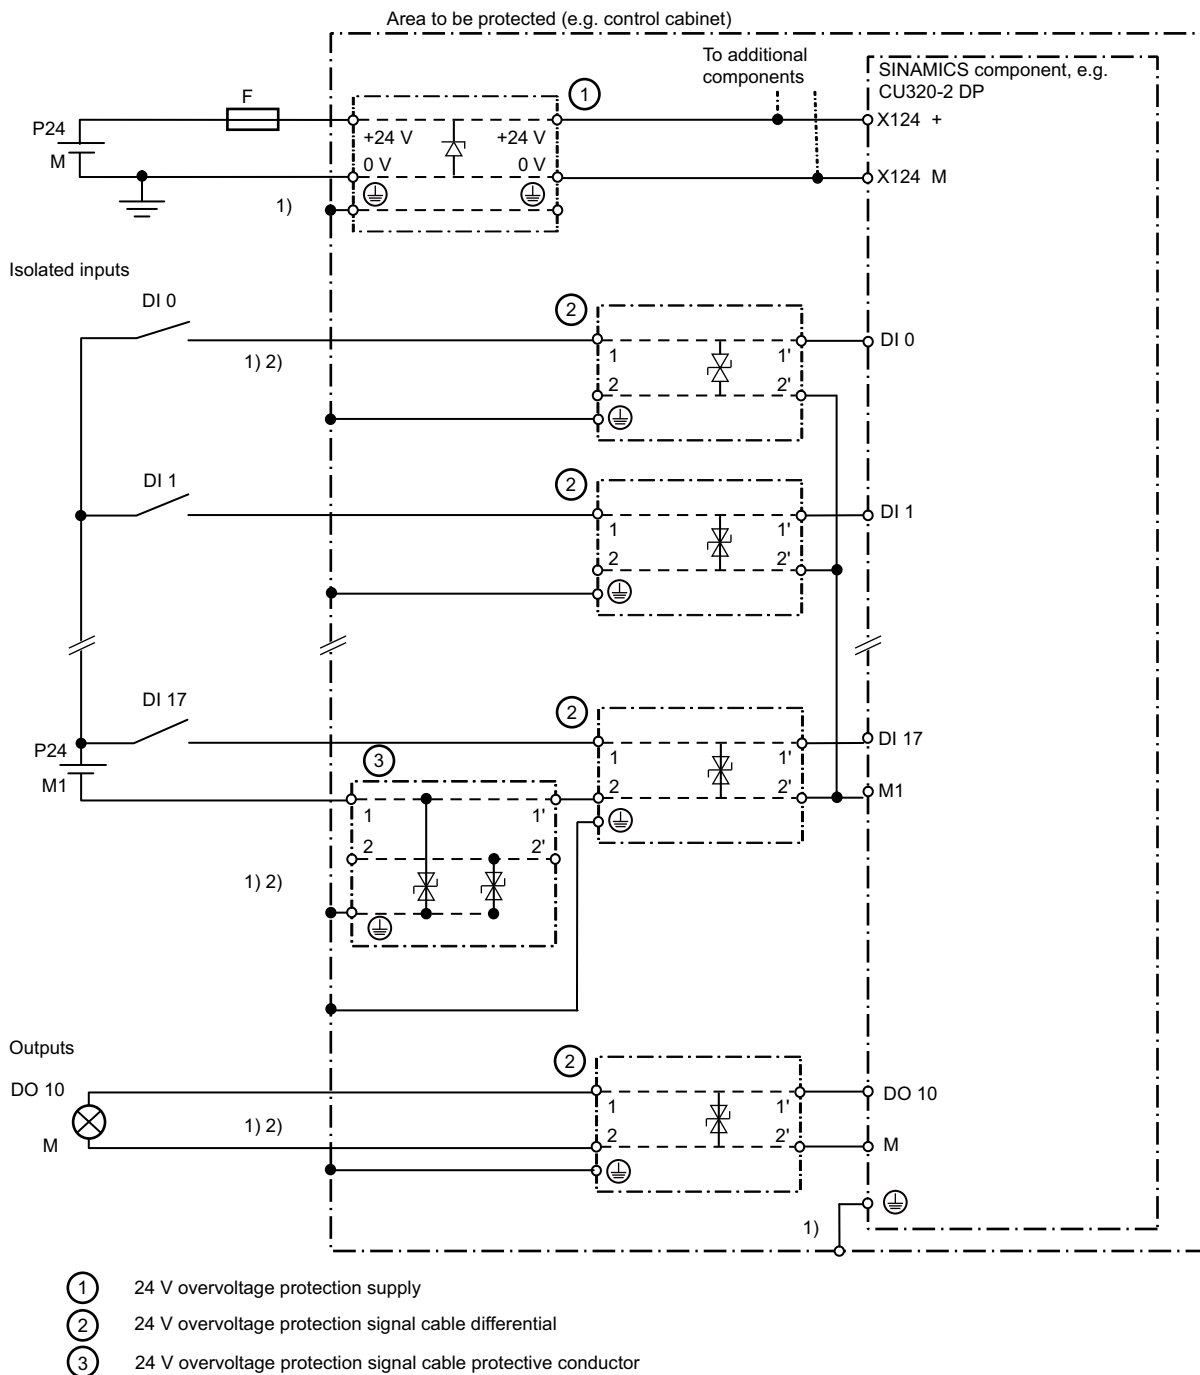 Area to be protected (e.g. control cabinet)
To additional
components
SINAMICS component, e.g.
CU320-2 DP
F
1
P24
M
+24 V
+24 V
0 V
0 V
X124 +
X124 M
1)
Isolated inputs
DI 0
2
1) 2)
1
1'
2
2'
DI 0
DI 1
2
1
1'
2
2'
DI 1
DI 17
2
P24
M1
3
1
1'
2
2'
DI 17
M1
1
1'
2
2'
1) 2)
Outputs
2
DO 10
M
1) 2)
1
1'
2
2'
DO 10
M
1)
1 24 V overvoltage protection supply
2 24 V overvoltage protection signal cable differential
3 24 V overvoltage protection signal cable protective conductor